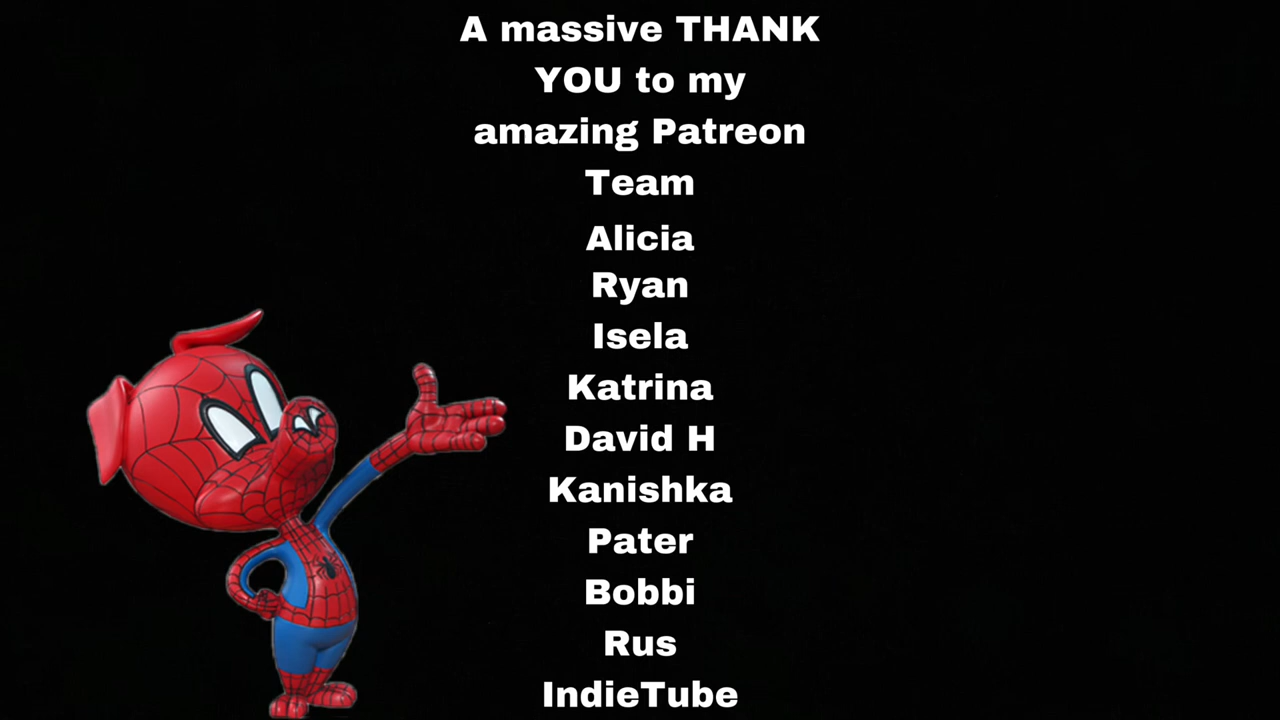 A massive THANK
YOU to my
amazing Patreon
Team
Alicia
Ryan
Isela
Katrina
David H
Kanishka
Pater
Bobbi
Rus
IndieTube